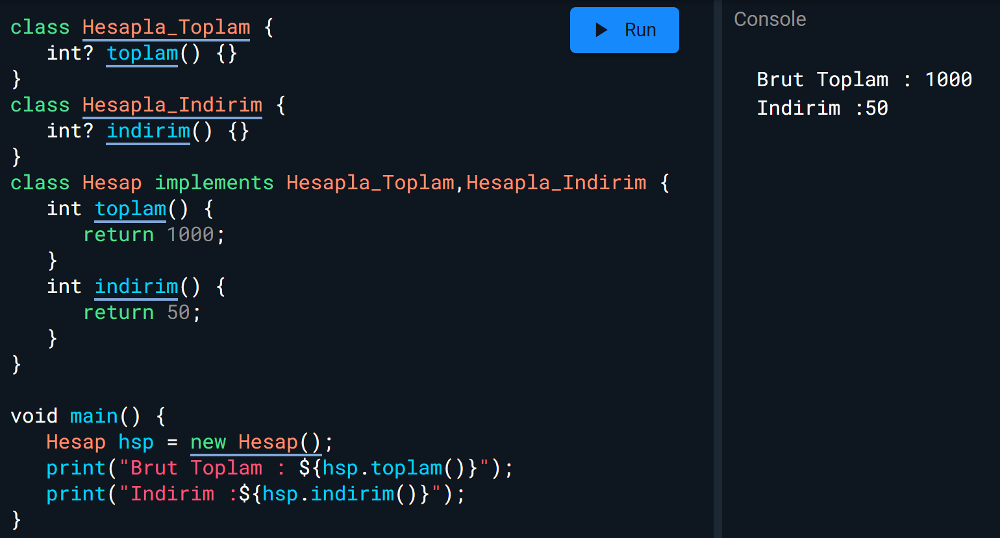 class Hesapla_Toplam {
   int? toplam() {}
}
class Hesapla_Indirim {
   int? indirim() {}
}
class Hesap implements Hesapla_Toplam,Hesapla_Indirim {
   int toplam() {
      return 1000;
   }
   int indirim() {
      return 50;
   }
}
void main() {
   Hesap hsp = new Hesap();
   print("Brut Toplam : ${hsp.toplam()}");
   print("Indirim :${hsp.indirim()}");
}
Run
Console
Brut Toplam : 1000
Indirim :50